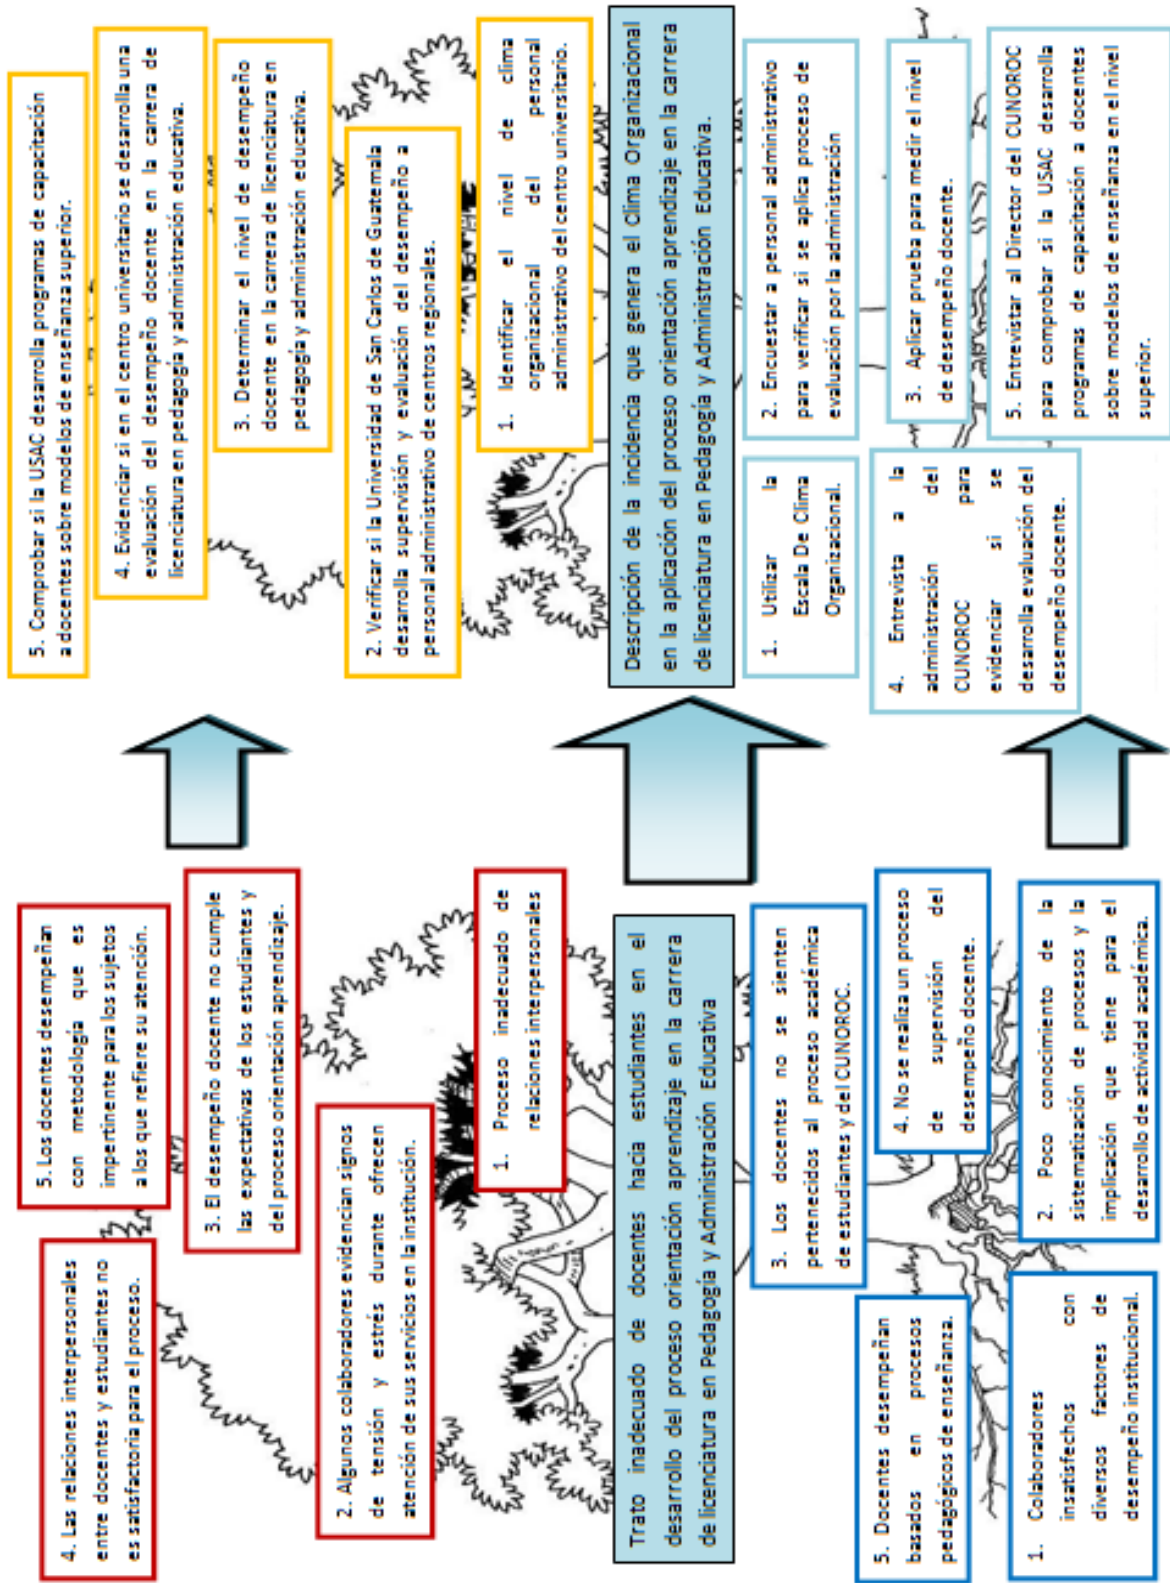 4. Las relaciones interpersonales
entre docentes y estudiantes no
es satisfactoria para el proceso.
5. Los docentes desempeñan
con metodología que es
impertinente para los sujetos
a los que refiere su atención.
3. El desempeño docente no cumple
las expectativas de los estudiantes y
del proceso orientación aprendizaje.
2. Algunos colaboradores evidencian signos
de tensión y estrés durante ofrecen
atención de sus servicios en la institución.
1. Proceso inadecuado de
relaciones interpersonales
Trato inadecuado de docentes hacia estudiantes en el
desarrollo del proceso orientación aprendizaje en la carrera
de licenciatura en Pedagogía y Administración Educativa
3. Los docentes no se sienten
pertenecidos al proceso académica
de estudiantes y del CUNOROC.
5. Docentes desempeñan
basados en procesos
pedagógicos de enseñanza.
4. No se realiza un proceso
de supervisión del
desempeño docente.
1. Colaboradores
insatisfechos con
diversos factores de
desempeño institucional.
2. Poco conocimiento de la
sistematización de procesos y la
implicación que tiene para el
desarrollo de actividad académica.
5. Comprobar si la USAC desarrolla programas de capacitación
a docentes sobre modelos de enseñanza superior.
4. Evidenciar si en el centro universitario se desarrolla una
evaluación del desempeño docente en la carrera de
licenciatura en pedagogía y administración educativa.
3. Determinar el nivel de desempeño
docente en la carrera de licenciatura en
pedagogía y administración educativa.
2. Verificar si la Universidad de San Carlos de Guatemala
desarrolla supervisión y evaluación del desempeño a
personal administrativo de centros regionales.
1. Identificar el nivel de clima
organizacional del personal
administrativo del centro universitario.
Descripción de la incidencia que genera el Clima Organizacional
en la aplicación del proceso orientación aprendizaje en la carrera
de licenciatura en Pedagogía y Administración Educativa.
1. Utilizar la
Escala De Clima
Organizacional.
2. Encuestar a personal administrativo
para verificar si se aplica proceso de
evaluación por la administración
4. Entrevista a la
administración del
CUNOROC para
evidenciar si se
desarrolla evaluación del
desempeño docente.
3. Aplicar prueba para medir el nivel
de desempeño docente.
5. Entrevistar al Director del CUNOROC
para comprobar si la USAC desarrolla
programas de capacitación a docentes
sobre modelos de enseñanza en el nivel
superior.